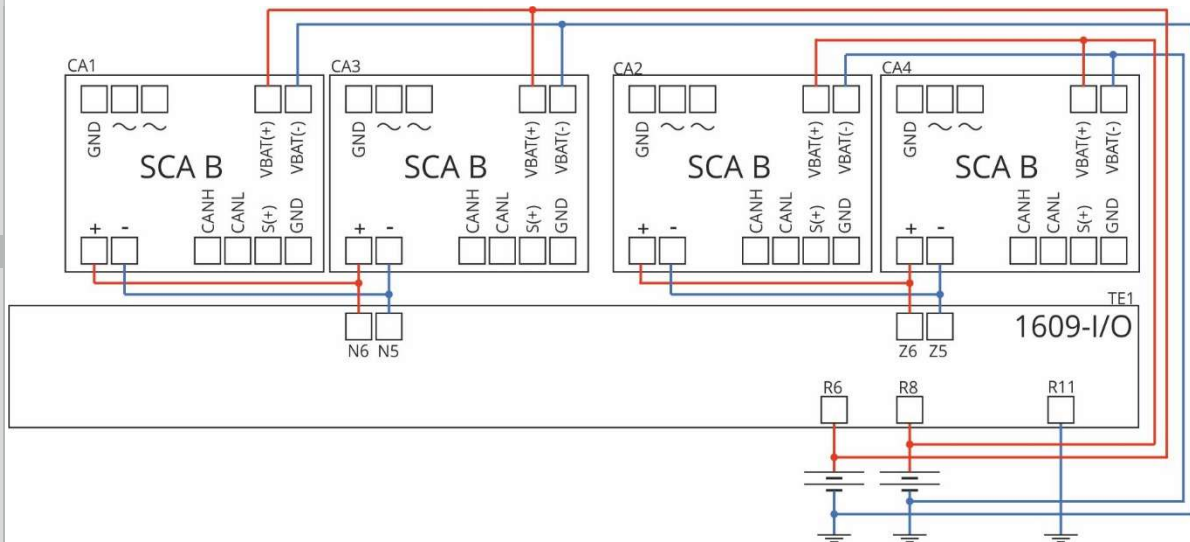 CA1
CA3
CA2
CA4
GND
VBAT(+)
VBAT(-)
GND
VBAT(+)
VBAT(-)
GND
VBAT(+)
VBAT(-)
GND
VBAT(+)
VBAT(-)
SCA B
SCA B
SCA B
SCA B
+ -
CANH
CANL
S(+)
GND
+ -
CANH
CANL
S(+)
GND
+ -
CANH
CANL
S(+)
GND
+ -
CANH
CANL
S(+)
GND
TE1
1609-I/O
N6 N5
Z6 Z5
R6
R8
R11